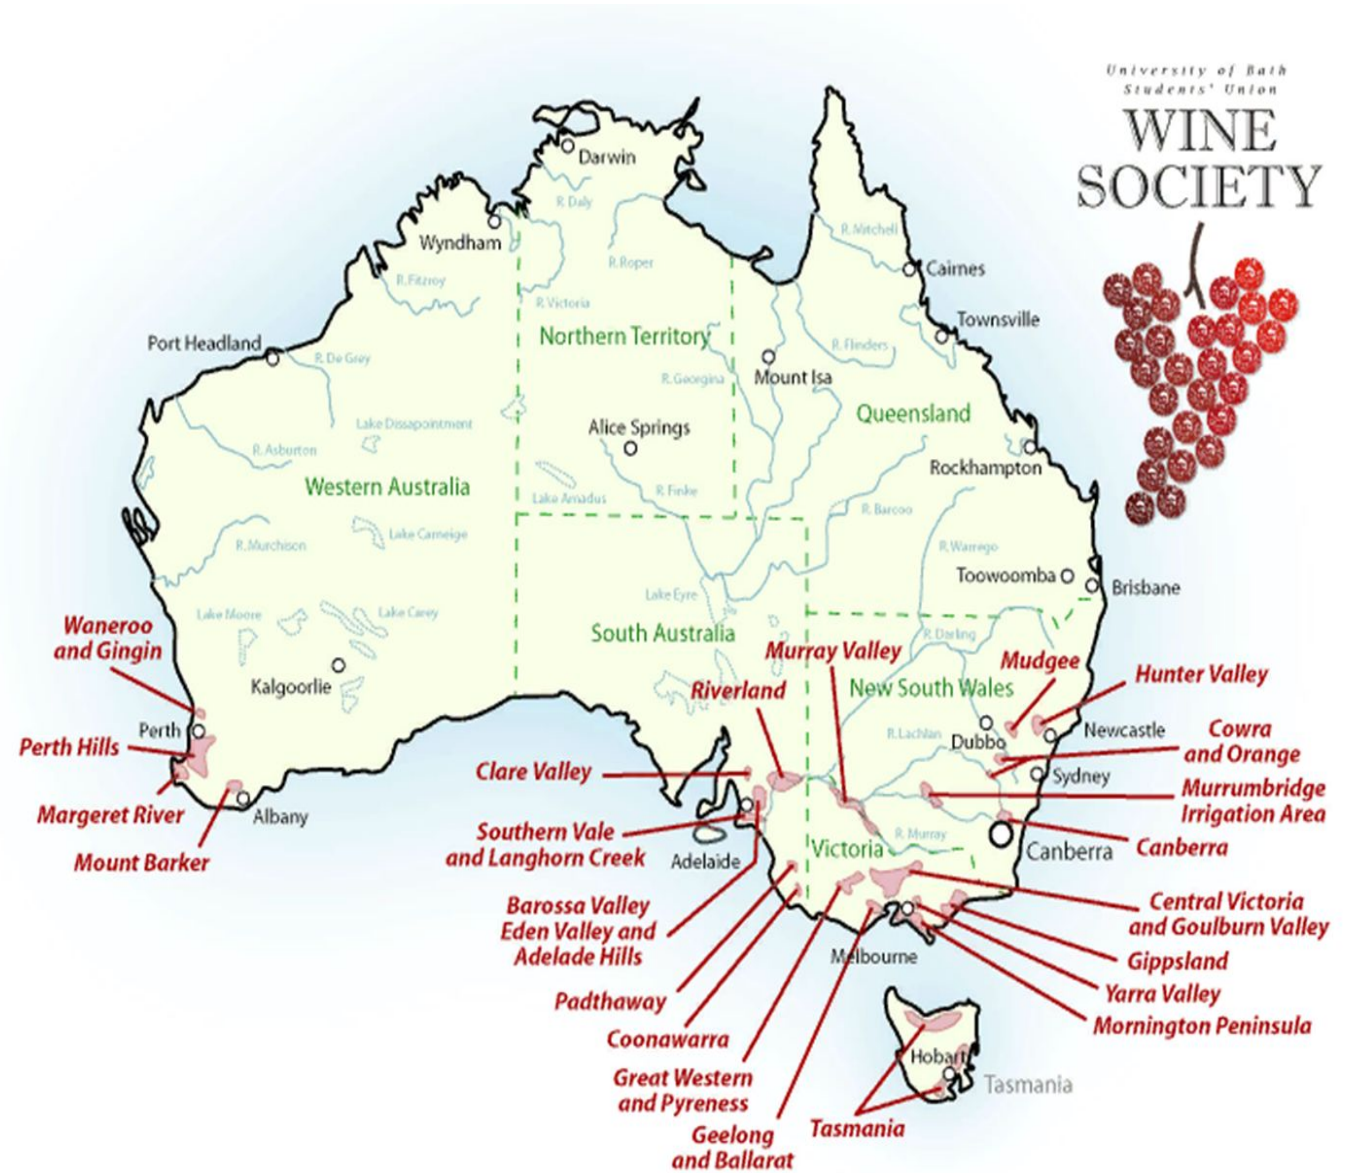 University of Bath
Students' Union
WINE
SOCIETY
Darwin
R. Daly
Wyndham
R. Mitchell
R.Roper
Cairnes
R.Fitzroy
R. Victoria
Townsville
Northern Territory
Port Headland
R. De Grey
R. Flinders
R.Georgina
Mount Isa
Queensland
Lake Dissapointment
Alice Springs
R. Asburton
Rockhampton
Western Australia
Lake Amadus
R. Finke
R. Barcoo
Lake Carneige
R.Murchison
R.Warrego
Toowoomba
Brisbane
Lake Eyre
Lake Moore
Lake Carey
Waneroo
and Gingin
South Australia
R. Darling
Murray Valley
Mudgee
Hunter Valley
Kalgoorlie
Riverland
New South Wales
Perth
R.Lachlan
Dubbo
Newcastle
Cowra
and Orange
Perth Hills
Clare Valley
Sydney
Murrumbridge
Irrigation Area
Margeret River
Albany
Southern Vale
and Langhorn Creek
R. Murray
Mount Barker
Adelaide
Victoria
Canberra
Canberra
Barossa Valley
Eden Valley and
Adelade Hills
Central Victoria
and Goulburn Valley
Melbourne
Gippsland
Padthaway
Yarra Valley
Coonawarra
Mornington Peninsula
Great Western
and Pyreness
Hobart
Tasmania
Geelong
and Ballarat
Tasmania